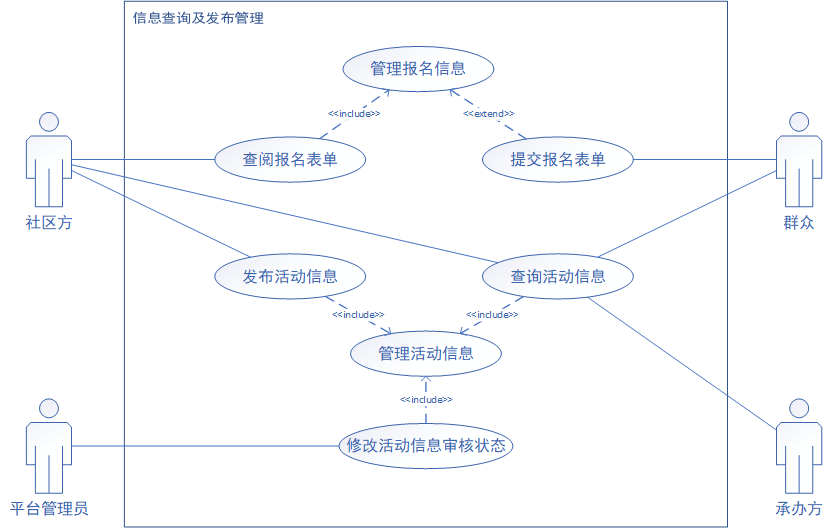 信息查询及发布管理
管理报名信息
<<include>>
<<extend>>
查阅报名表单
提交报名表单
社区方
群众
发布活动信息
查询活动信息
<<include>>
<<include>>
管理活动信息
<<include>>
修改活动信息审核状态
平台管理员
承办方